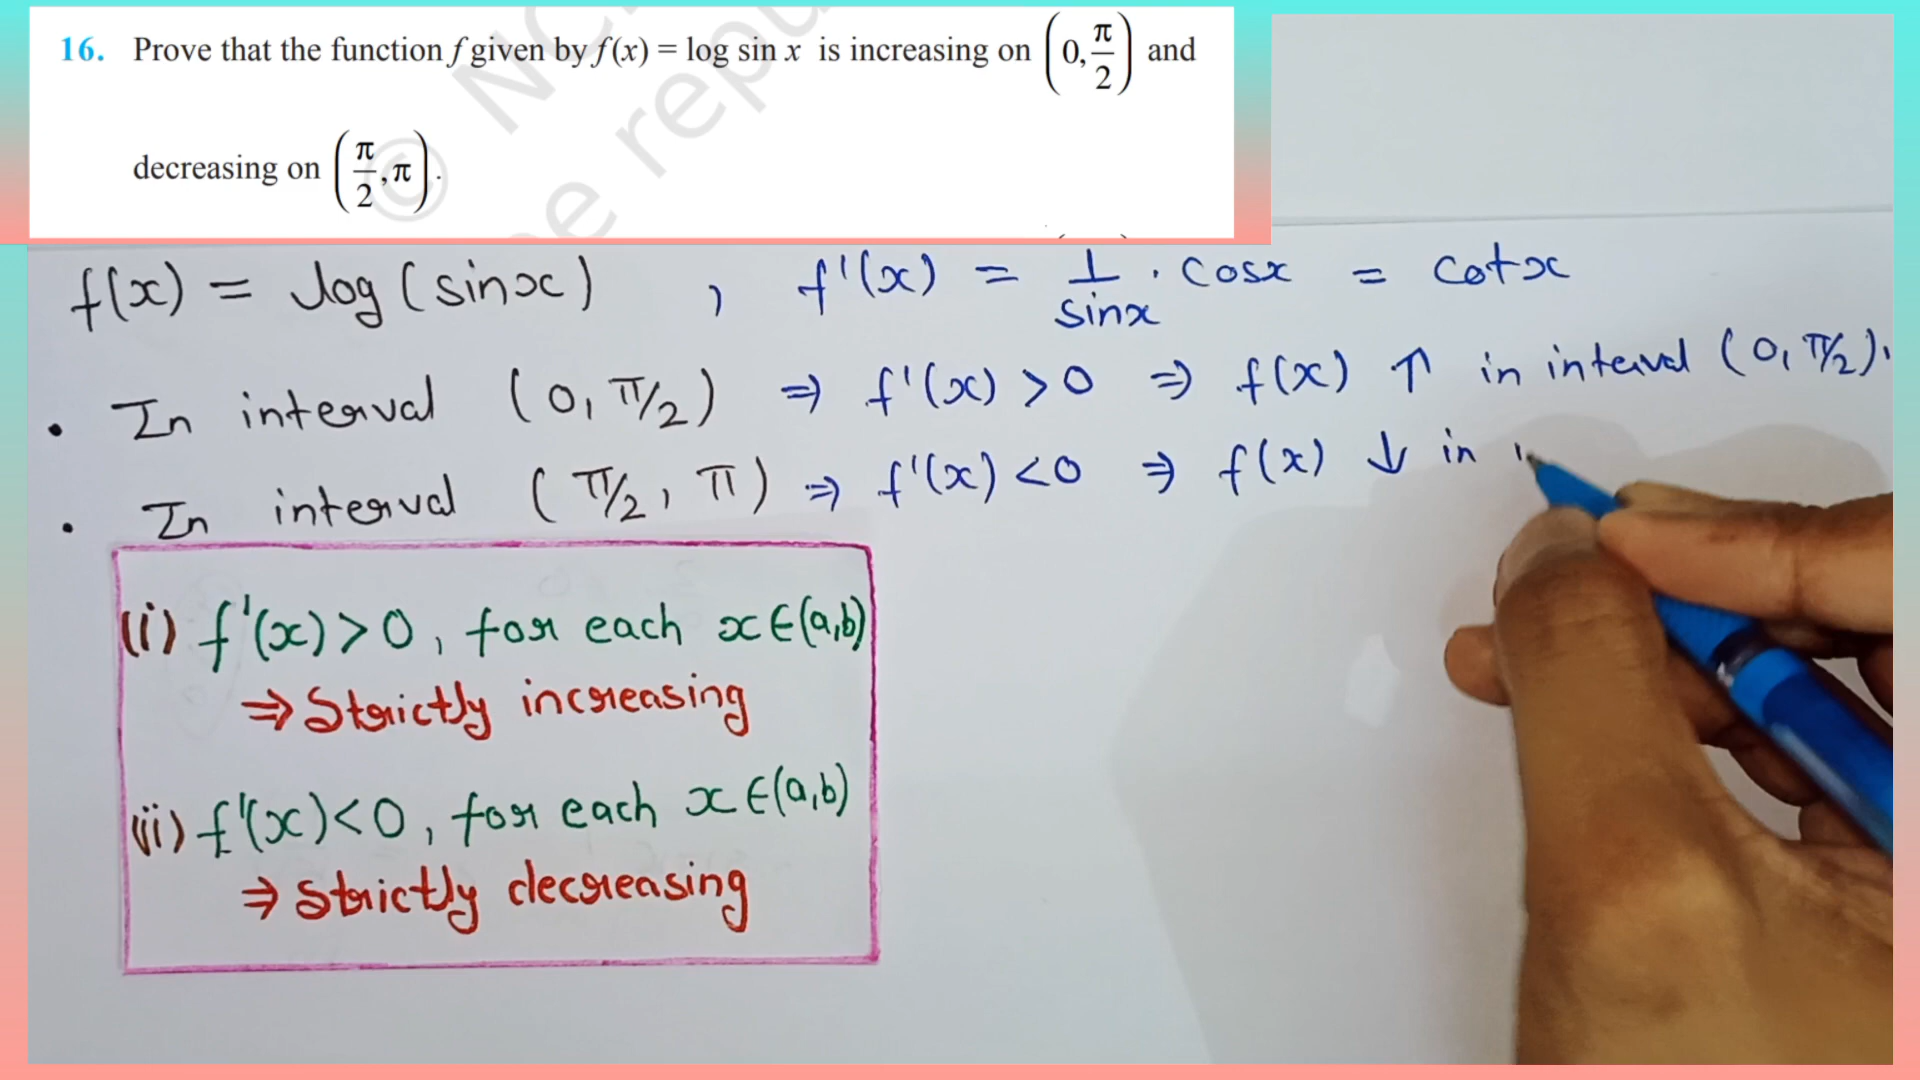 16. Prove that the function f given by f(x) = log sin x is increasing on (0, π/2) and
decreasing on (π/2, π).
f(x) = log (sinx) , f'(x) = 1/sinx · cosx = cotx
• In interval (0, π/2) ⇒ f'(x) > 0 ⇒ f(x) ↑ in interval (0, π/2).
• In interval (π/2, π) ⇒ f'(x) < 0 ⇒ f(x) ↓ in
(i) f'(x) > 0, for each x ∈ (a,b)
⇒ Strictly increasing
(ii) f'(x) < 0, for each x ∈ (a,b)
⇒ Strictly decreasing